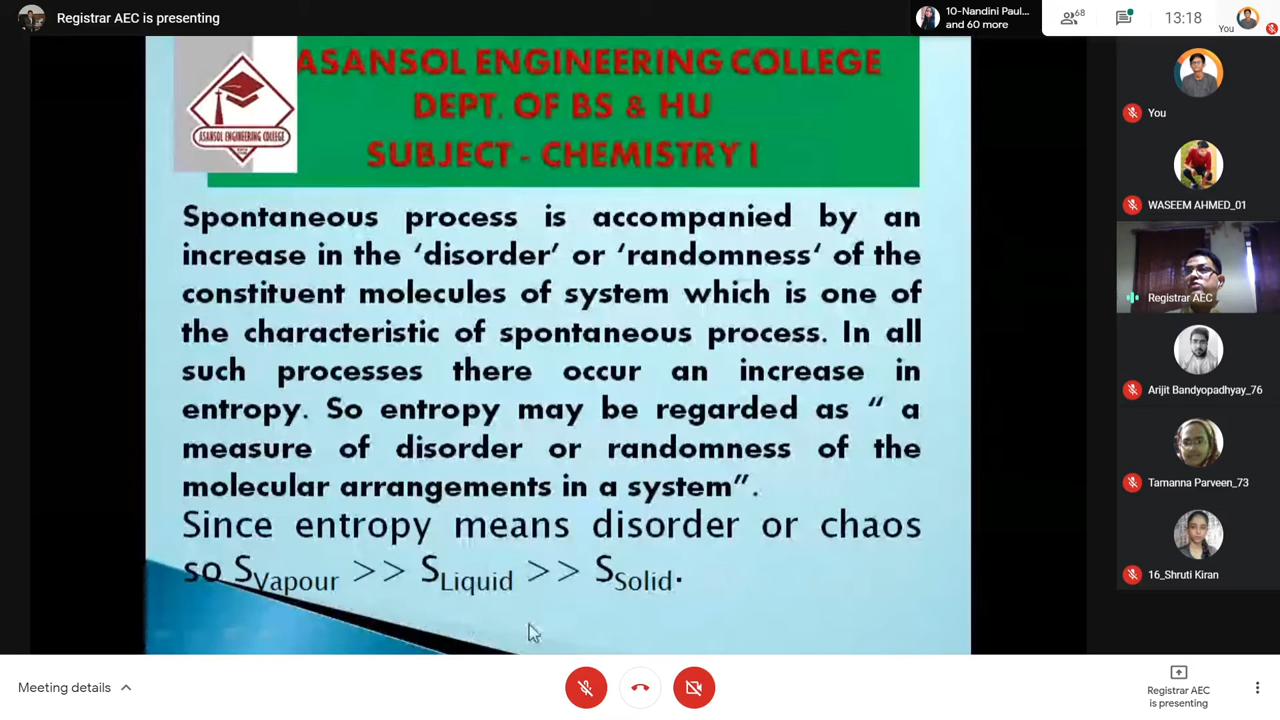 Registrar AEC is presenting
10-Nandini Paul...
and 60 more
68
13:18
You
ASANSOL ENGINEERING COLLEGE
DEPT. OF BS & HU
SUBJECT - CHEMISTRY I
ASANSOL ENGINEERING COLLEGE
Spontaneous process is accompanied by an
increase in the ‘disorder’ or ‘randomness‘ of the
constituent molecules of system which is one of
the characteristic of spontaneous process. In all
such processes there occur an increase in
entropy. So entropy may be regarded as “ a
measure of disorder or randomness of the
molecular arrangements in a system”.
Since entropy means disorder or chaos
so SVapour >> SLiquid >> SSolid.
You
WASEEM AHMED_01
Registrar AEC
Arijit Bandyopadhyay_76
Tamanna Parveen_73
16_Shruti Kiran
Meeting details
Registrar AEC
is presenting